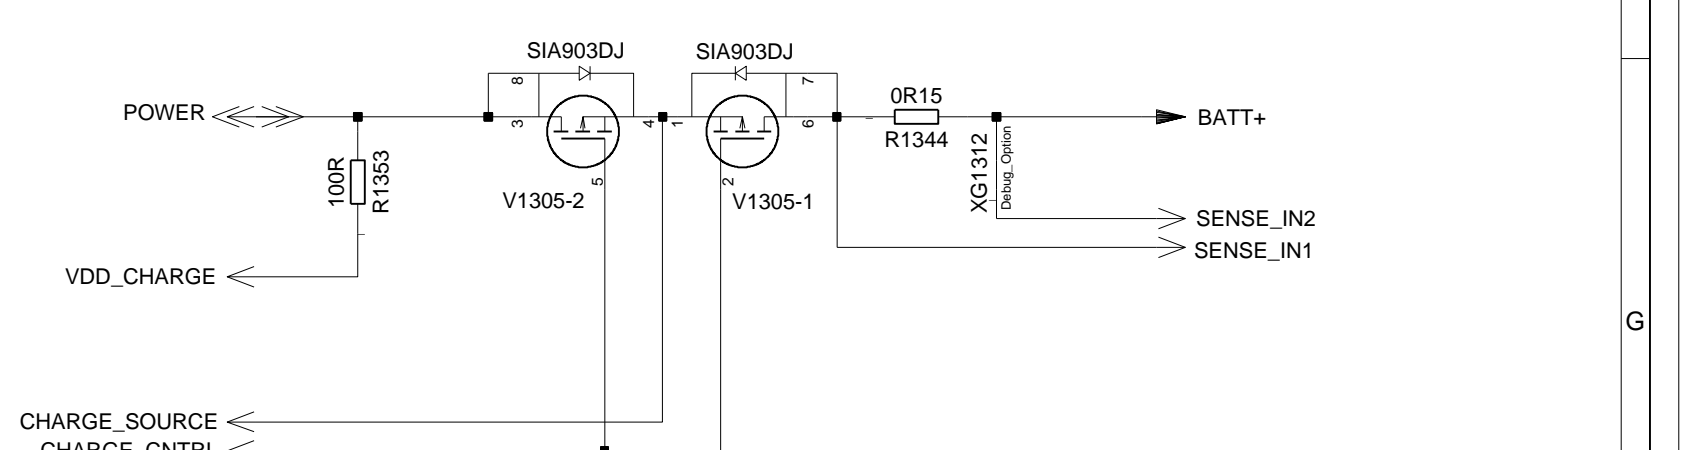 SIA903DJ
SIA903DJ
8
7
POWER
3
4
1
6
0R15
R1344
BATT+
100R
R1353
5
2
V1305-2
V1305-1
XG1312
Debug_Option
SENSE_IN2
SENSE_IN1
VDD_CHARGE
G
CHARGE_SOURCE
CHARGE_CNTRL